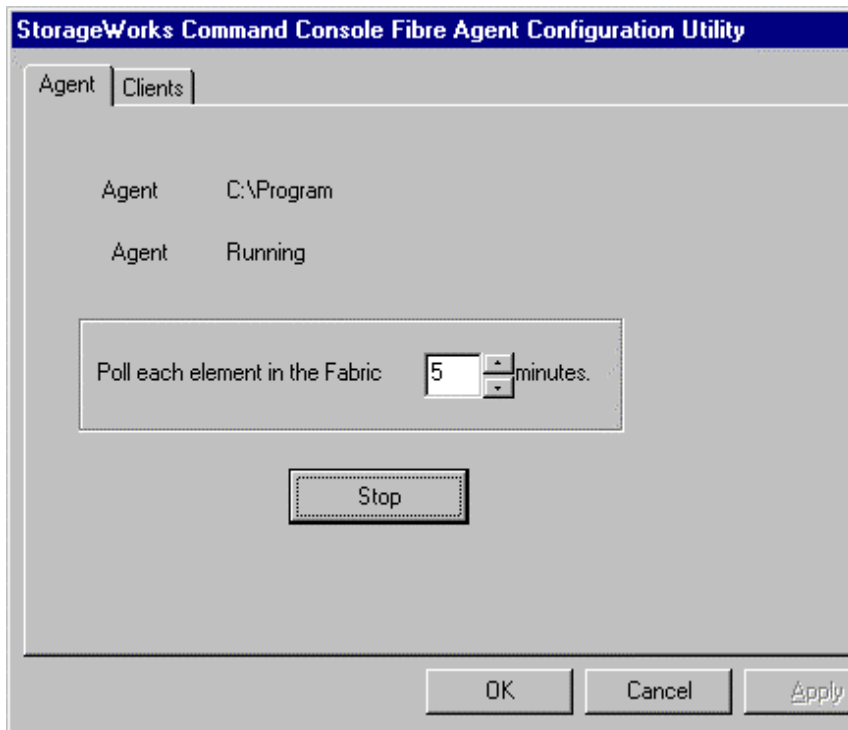 StorageWorks Command Console Fibre Agent Configuration Utility
Agent Clients
Agent C:\Program
Agent Running
Poll each element in the Fabric 5 minutes.
Stop
OK Cancel Apply